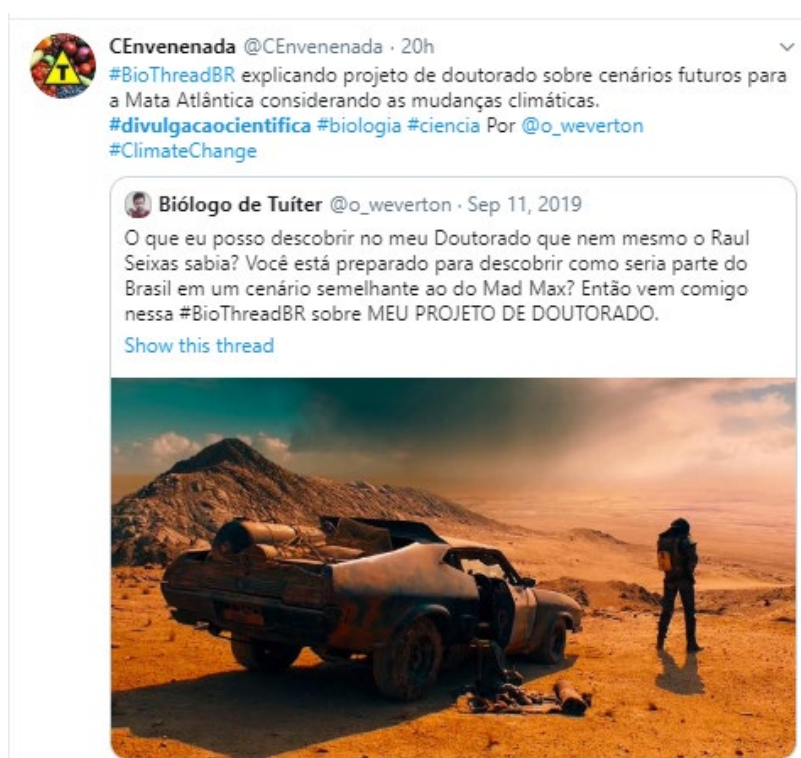 CEnvenenada @CEnvenenada · 20h
#BioThreadBR explicando projeto de doutorado sobre cenários futuros para
a Mata Atlântica considerando as mudanças climáticas.
#divulgacaocientifica #biologia #ciencia Por @o_weverton
#ClimateChange
Biólogo de Tuíter @o_weverton · Sep 11, 2019
O que eu posso descobrir no meu Doutorado que nem mesmo o Raul
Seixas sabia? Você está preparado para descobrir como seria parte do
Brasil em um cenário semelhante ao do Mad Max? Então vem comigo
nessa #BioThreadBR sobre MEU PROJETO DE DOUTORADO.
Show this thread